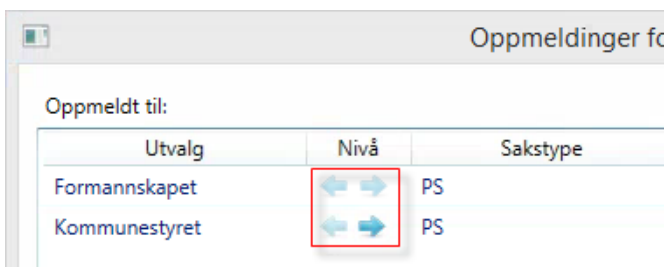 Oppmeldinger fo
Oppmeldt til:
Utvalg Nivå Sakstype
Formannskapet PS
Kommunestyret PS